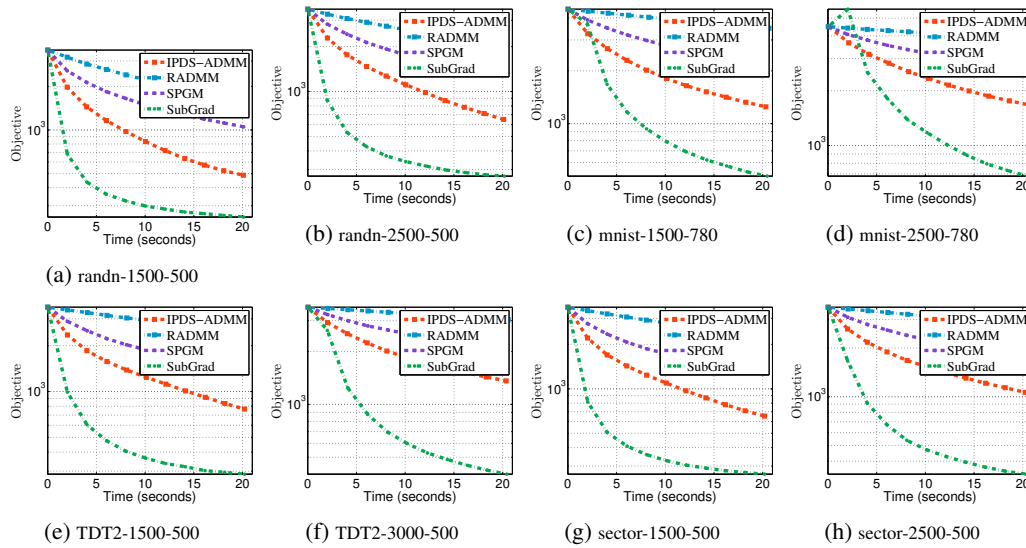 IPDS-ADMM
RADMM
SPGM
SubGrad
Objective
10^3
0 5 10 15 20
Time (seconds)
(a) randn-1500-500
IPDS-ADMM
RADMM
SPGM
SubGrad
Objective
10^3
0 5 10 15 20
Time (seconds)
(b) randn-2500-500
IPDS-ADMM
RADMM
SPGM
SubGrad
Objective
10^3
0 5 10 15 20
Time (seconds)
(c) mnist-1500-780
IPDS-ADMM
RADMM
SPGM
SubGrad
Objective
10^3
0 5 10 15 20
Time (seconds)
(d) mnist-2500-780
IPDS-ADMM
RADMM
SPGM
SubGrad
Objective
10^3
0 5 10 15 20
Time (seconds)
(e) TDT2-1500-500
IPDS-ADMM
RADMM
SPGM
SubGrad
Objective
10^3
0 5 10 15 20
Time (seconds)
(f) TDT2-3000-500
IPDS-ADMM
RADMM
SPGM
SubGrad
Objective
10^3
0 5 10 15 20
Time (seconds)
(g) sector-1500-500
IPDS-ADMM
RADMM
SPGM
SubGrad
Objective
10^3
0 5 10 15 20
Time (seconds)
(h) sector-2500-500